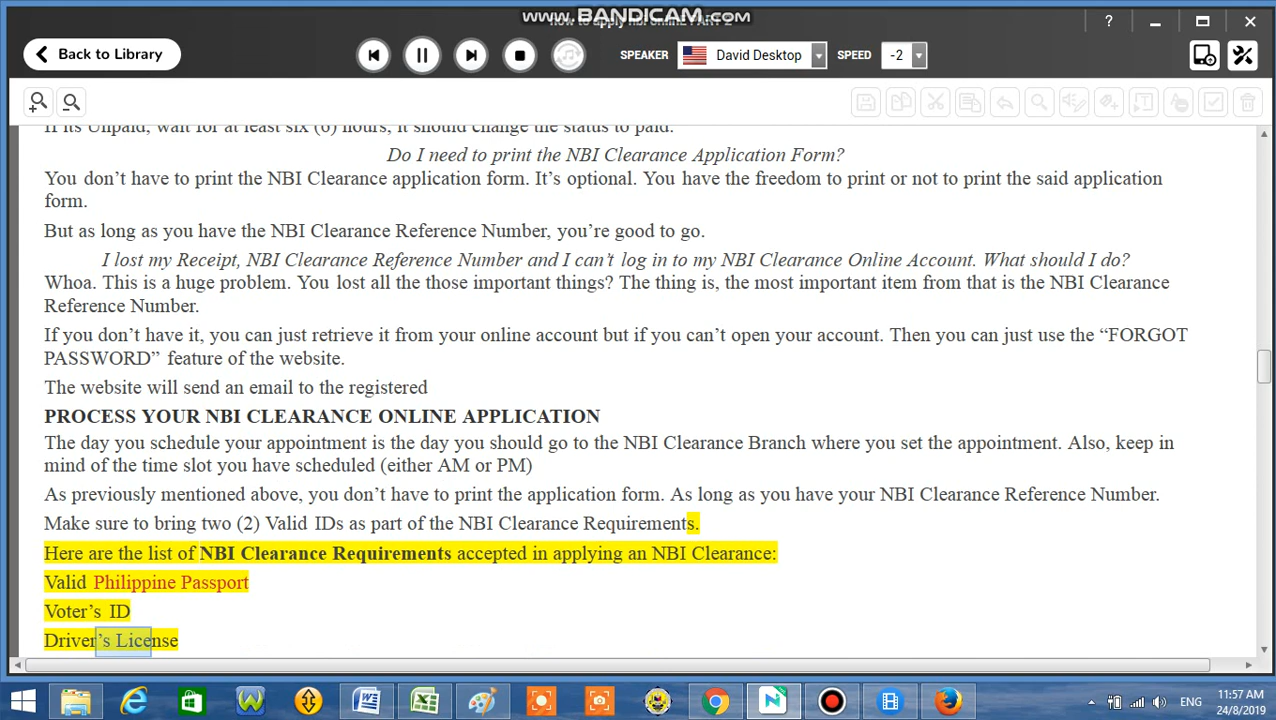 www.BANDICAM.com
how to apply nbi online PART 2
Back to Library
SPEAKER
David Desktop
SPEED
-2
If its Unpaid, wait for at least six (6) hours, it should change the status to paid.
Do I need to print the NBI Clearance Application Form?
You don’t have to print the NBI Clearance application form. It’s optional. You have the freedom to print or not to print the said application
form.
But as long as you have the NBI Clearance Reference Number, you’re good to go.
I lost my Receipt, NBI Clearance Reference Number and I can’t log in to my NBI Clearance Online Account. What should I do?
Whoa. This is a huge problem. You lost all the those important things? The thing is, the most important item from that is the NBI Clearance
Reference Number.
If you don’t have it, you can just retrieve it from your online account but if you can’t open your account. Then you can just use the “FORGOT
PASSWORD” feature of the website.
The website will send an email to the registered
PROCESS YOUR NBI CLEARANCE ONLINE APPLICATION
The day you schedule your appointment is the day you should go to the NBI Clearance Branch where you set the appointment. Also, keep in
mind of the time slot you have scheduled (either AM or PM)
As previously mentioned above, you don’t have to print the application form. As long as you have your NBI Clearance Reference Number.
Make sure to bring two (2) Valid IDs as part of the NBI Clearance Requirements.
Here are the list of NBI Clearance Requirements accepted in applying an NBI Clearance:
Valid Philippine Passport
Voter’s ID
Driver’s License
ENG
11:57 AM
24/8/2019